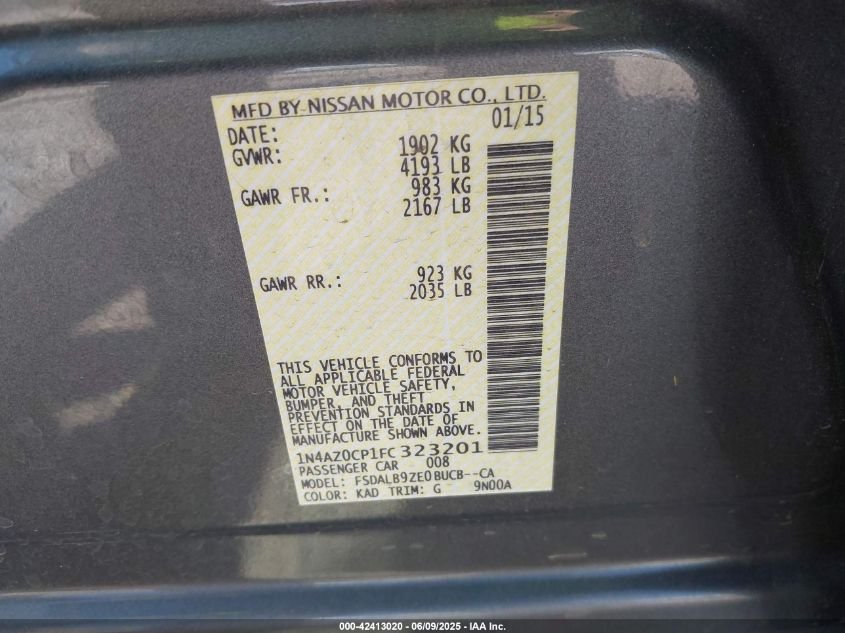 MFD BY NISSAN MOTOR CO., LTD.
DATE: 01/15
GVWR: 1902 KG
4193 LB
GAWR FR.: 983 KG
2167 LB
GAWR RR.: 923 KG
2035 LB
THIS VEHICLE CONFORMS TO
ALL APPLICABLE FEDERAL
MOTOR VEHICLE SAFETY,
BUMPER, AND THEFT
PREVENTION STANDARDS IN
EFFECT ON THE DATE OF
MANUFACTURE SHOWN ABOVE.
1N4AZ0CP1FC323201
PASSENGER CAR 008
MODEL: FSDALB9ZE0BUCB--CA
COLOR: KAD TRIM: G 9N00A
000-42413020 | 06/09/2025 - IAA Inc.